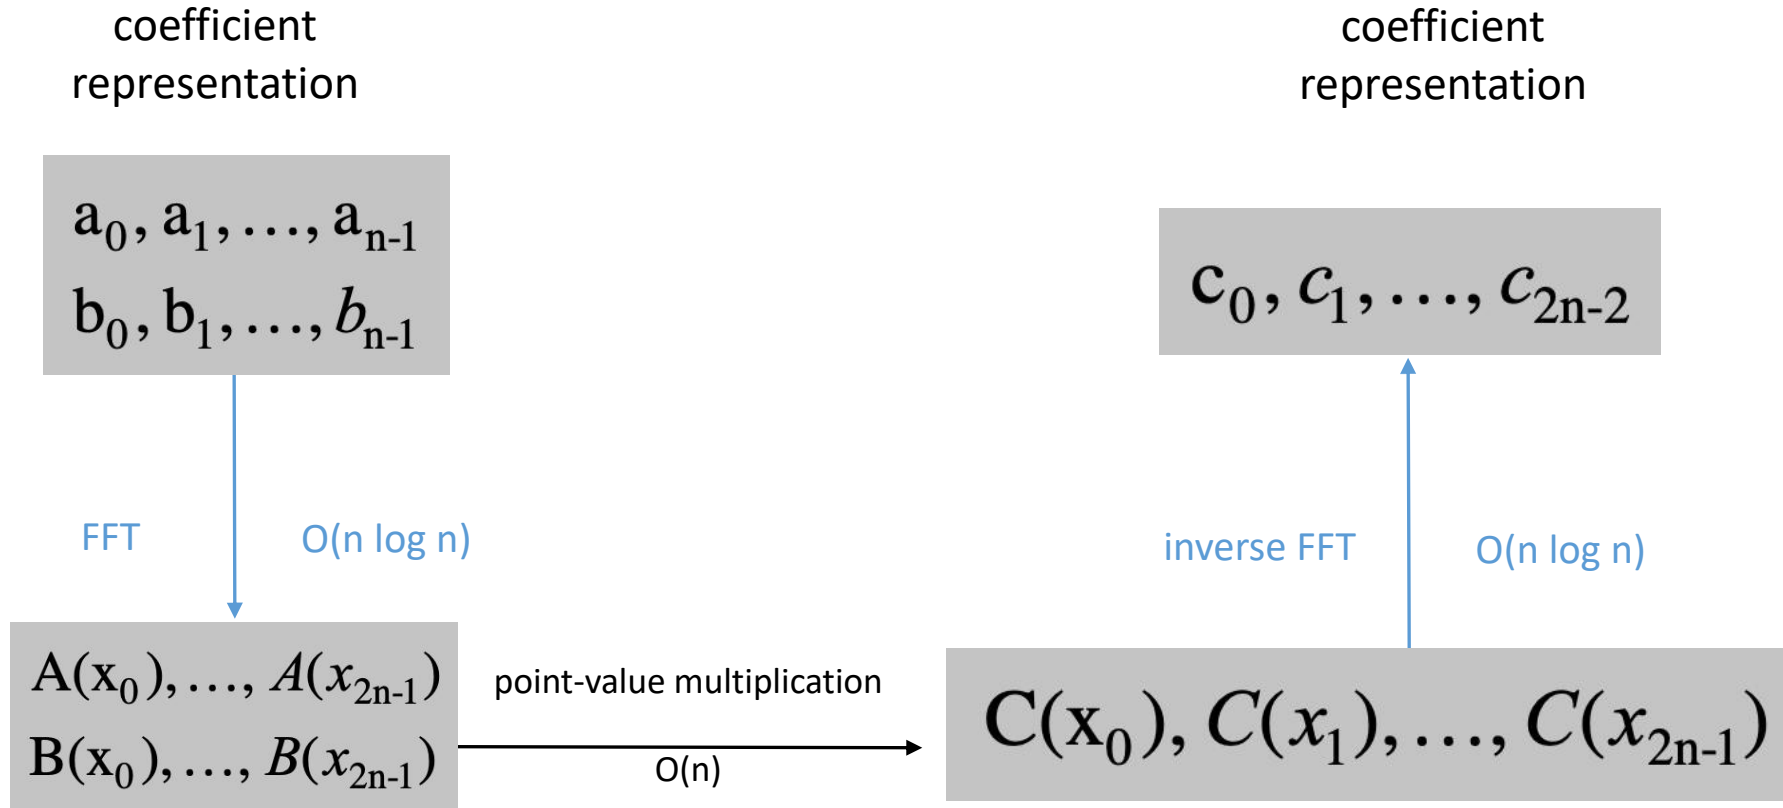 coefficient
representation
coefficient
representation
a₀, a₁,…, aₙ₋₁
b₀, b₁,…, bₙ₋₁
c₀, c₁,…, c₂ₙ₋₂
FFT
O(n log n)
inverse FFT
O(n log n)
A(x₀),…, A(x₂ₙ₋₁)
B(x₀),…, B(x₂ₙ₋₁)
point-value multiplication
O(n)
C(x₀), C(x₁),…, C(x₂ₙ₋₁)